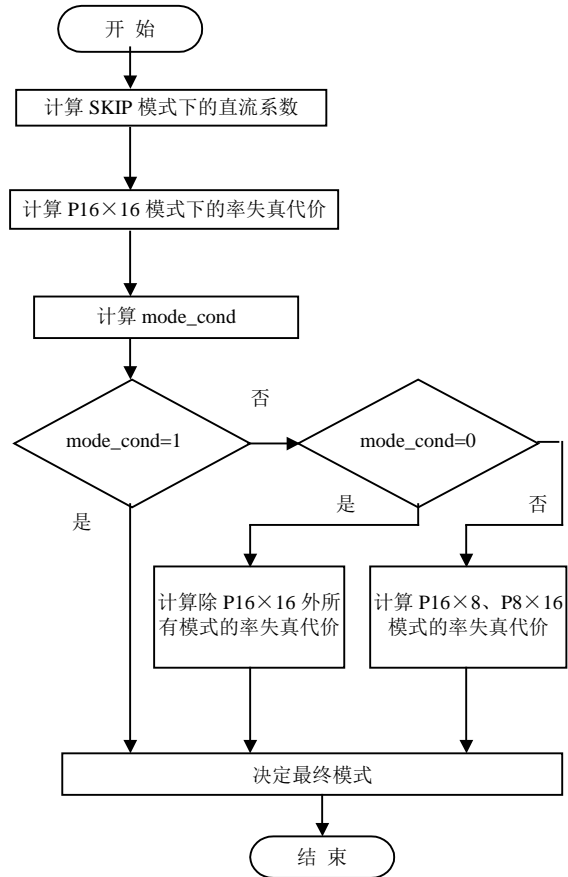 开 始
计算 SKIP 模式下的直流系数
计算 P16×16 模式下的率失真代价
计算 mode_cond
否
mode_cond=1
mode_cond=0
是
是
否
计算除 P16×16 外所
有模式的率失真代价
计算 P16×8、P8×16
模式的率失真代价
决定最终模式
结 束